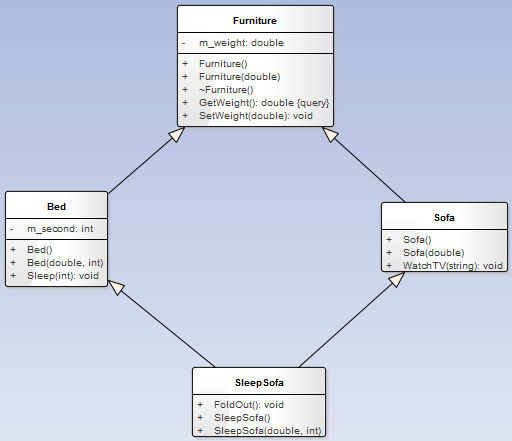 Furniture
- m_weight: double
+ Furniture()
+ Furniture(double)
+ ~Furniture()
+ GetWeight(): double {query}
+ SetWeight(double): void
Bed
- m_second: int
+ Bed()
+ Bed(double, int)
+ Sleep(int): void
Sofa
+ Sofa()
+ Sofa(double)
+ WatchTV(string): void
SleepSofa
+ FoldOut(): void
+ SleepSofa()
+ SleepSofa(double, int)